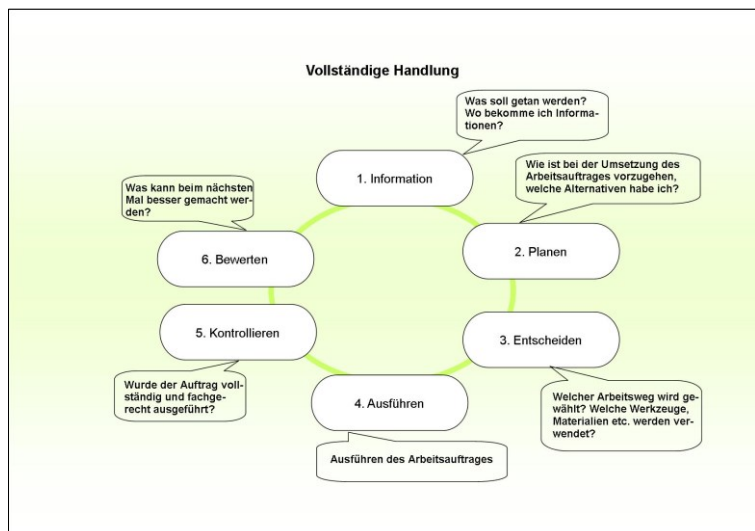 Vollständige Handlung
Was soll getan werden?
Wo bekomme ich Informa-
tionen?
1. Information
Wie ist bei der Umsetzung des
Arbeitsauftrages vorzugehen,
welche Alternativen habe ich?
2. Planen
3. Entscheiden
Welcher Arbeitsweg wird ge-
wählt? Welche Werkzeuge,
Materialien etc. werden ver-
wendet?
4. Ausführen
Ausführen des Arbeitsauftrages
5. Kontrollieren
Wurde der Auftrag voll-
ständig und fachge-
recht ausgeführt?
6. Bewerten
Was kann beim nächsten
Mal besser gemacht wer-
den?